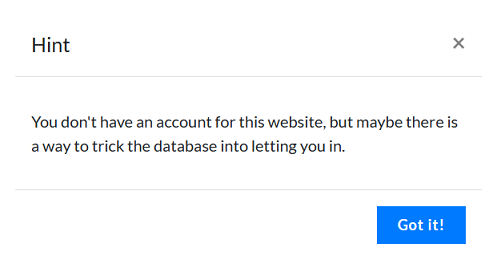 Hint
×
You don't have an account for this website, but maybe there is
a way to trick the database into letting you in.
Got it!